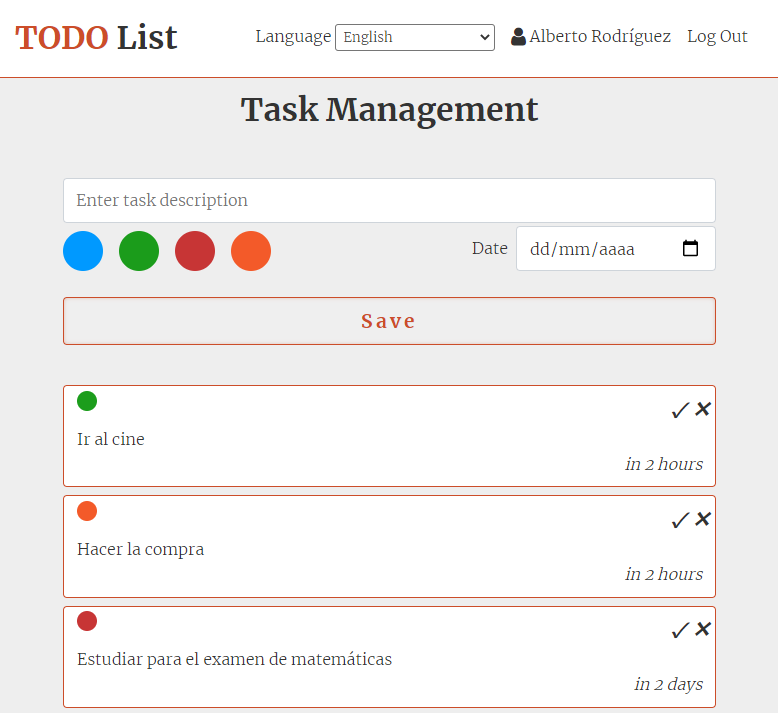 TODO List
Language English Alberto Rodríguez Log Out
Task Management
Enter task description
Date dd/mm/aaaa
Save
Ir al cine
in 2 hours
Hacer la compra
in 2 hours
Estudiar para el examen de matemáticas
in 2 days